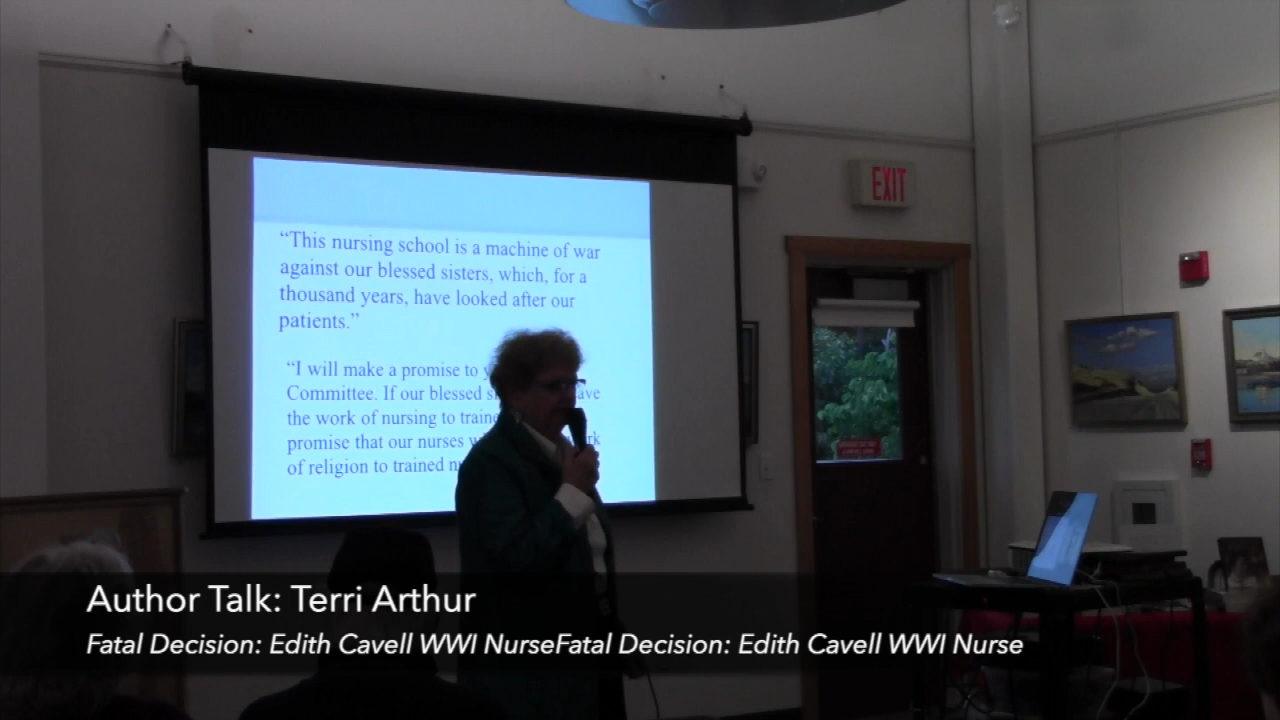 “This nursing school is a machine of war
against our blessed sisters, which, for a
thousand years, have looked after our
patients.”
“I will make a promise to
Committee. If our blessed
the work of nursing to
promise that our nurses
of religion to trained
EXIT
Author Talk: Terri Arthur
Fatal Decision: Edith Cavell WWI NurseFatal Decision: Edith Cavell WWI Nurse